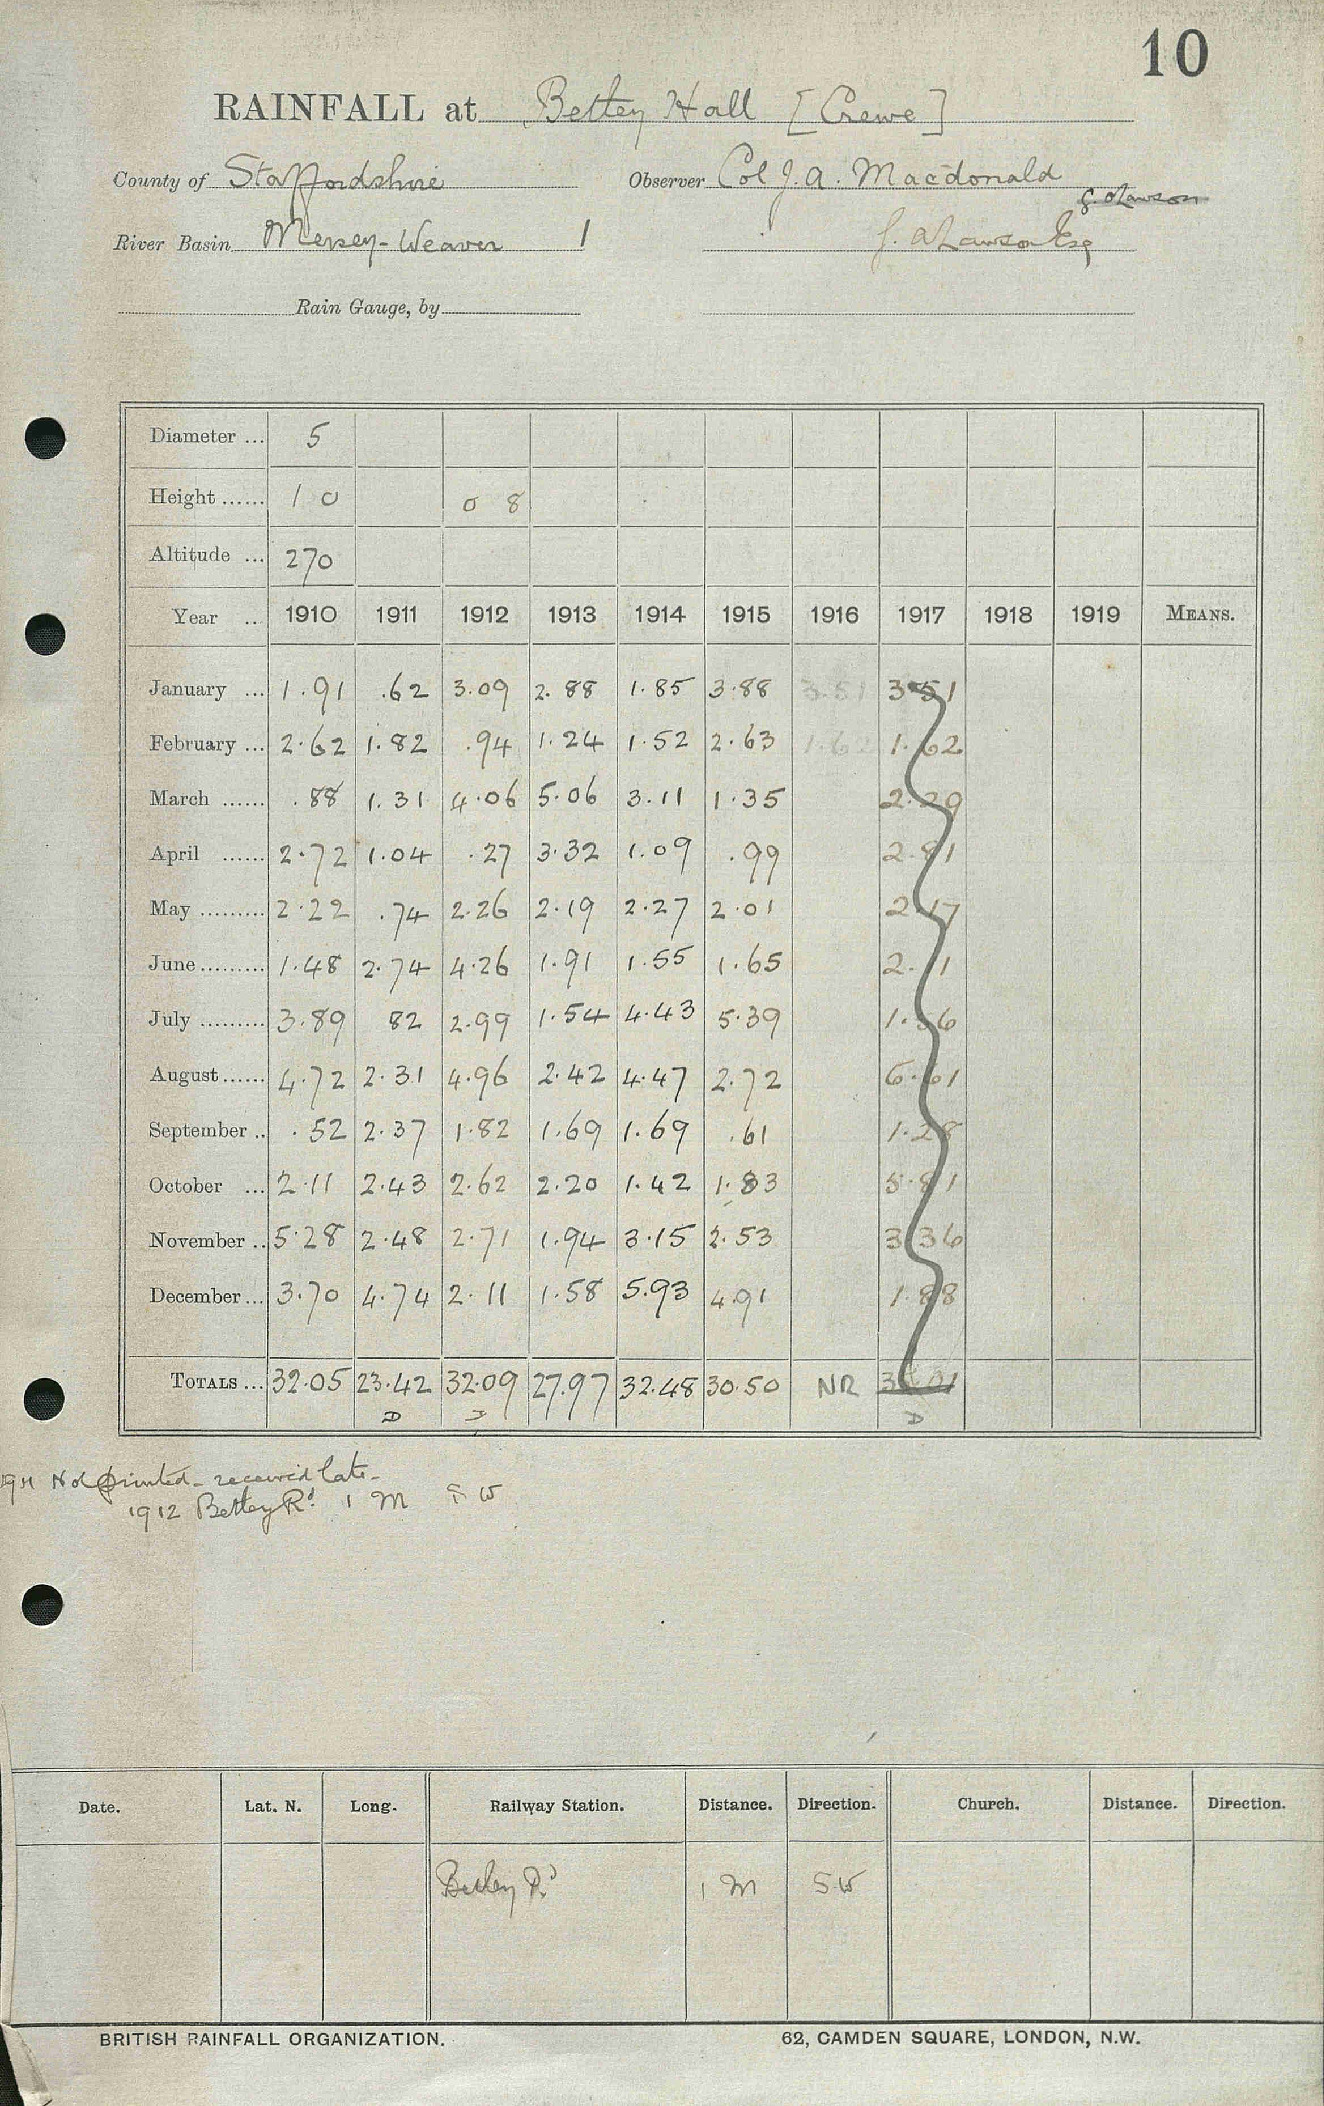 10
RAINFALL at Betley Hall [Crewe]
County of Staffordshire Observer Col J. A. Macdonald
River Basin Mersey-Weaver 1 J. A Lawson Esq
Rain Gauge, by
Diameter ... 5
Height ...... 1 0 0 8
Altitude ... 270
Year .. 1910 1911 1912 1913 1914 1915 1916 1917 1918 1919 MEANS.
January ... 1.91 .62 3.09 2.88 1.85 3.88 3.51 3.51
February ... 2.62 1.82 .94 1.24 1.52 2.63 1.62 1.62
March ...... .88 1.31 4.06 5.06 3.11 1.35 2.29
April ...... 2.72 1.04 .27 3.32 1.09 .99 2.81
May ......... 2.22 .74 2.26 2.19 2.27 2.01 2.17
June ......... 1.48 2.74 4.26 1.91 1.55 1.65
July ......... 3.89 82 2.99 1.54 4.43 5.39
August ...... 4.72 2.31 4.96 2.42 4.47 2.72
September .. .52 2.37 1.82 1.69 1.69 .61 1.28
October ... 2.11 2.43 2.62 2.20 1.42 1.83
November .. 5.28 2.48 2.71 1.94 3.15 2.53 3.36
December ... 3.70 4.74 2.11 1.58 5.93 4.91 1.88
TOTALS ... 32.05 23.42 32.09 27.97 32.48 30.50 NR
D D D
Not printed - received late -
1912 Betley Rd. 1 M S W
Date. Lat. N. Long. Railway Station. Distance. Direction. Church. Distance. Direction.
Betley Rd 1 M SW
BRITISH RAINFALL ORGANIZATION. 62, CAMDEN SQUARE, LONDON, N.W.